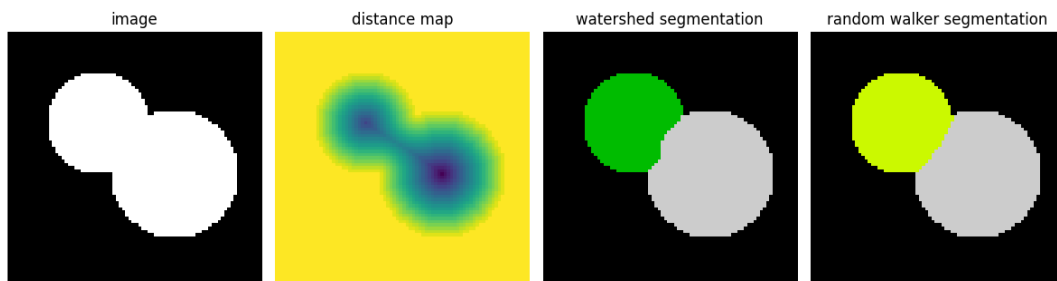 image
distance map
watershed segmentation
random walker segmentation